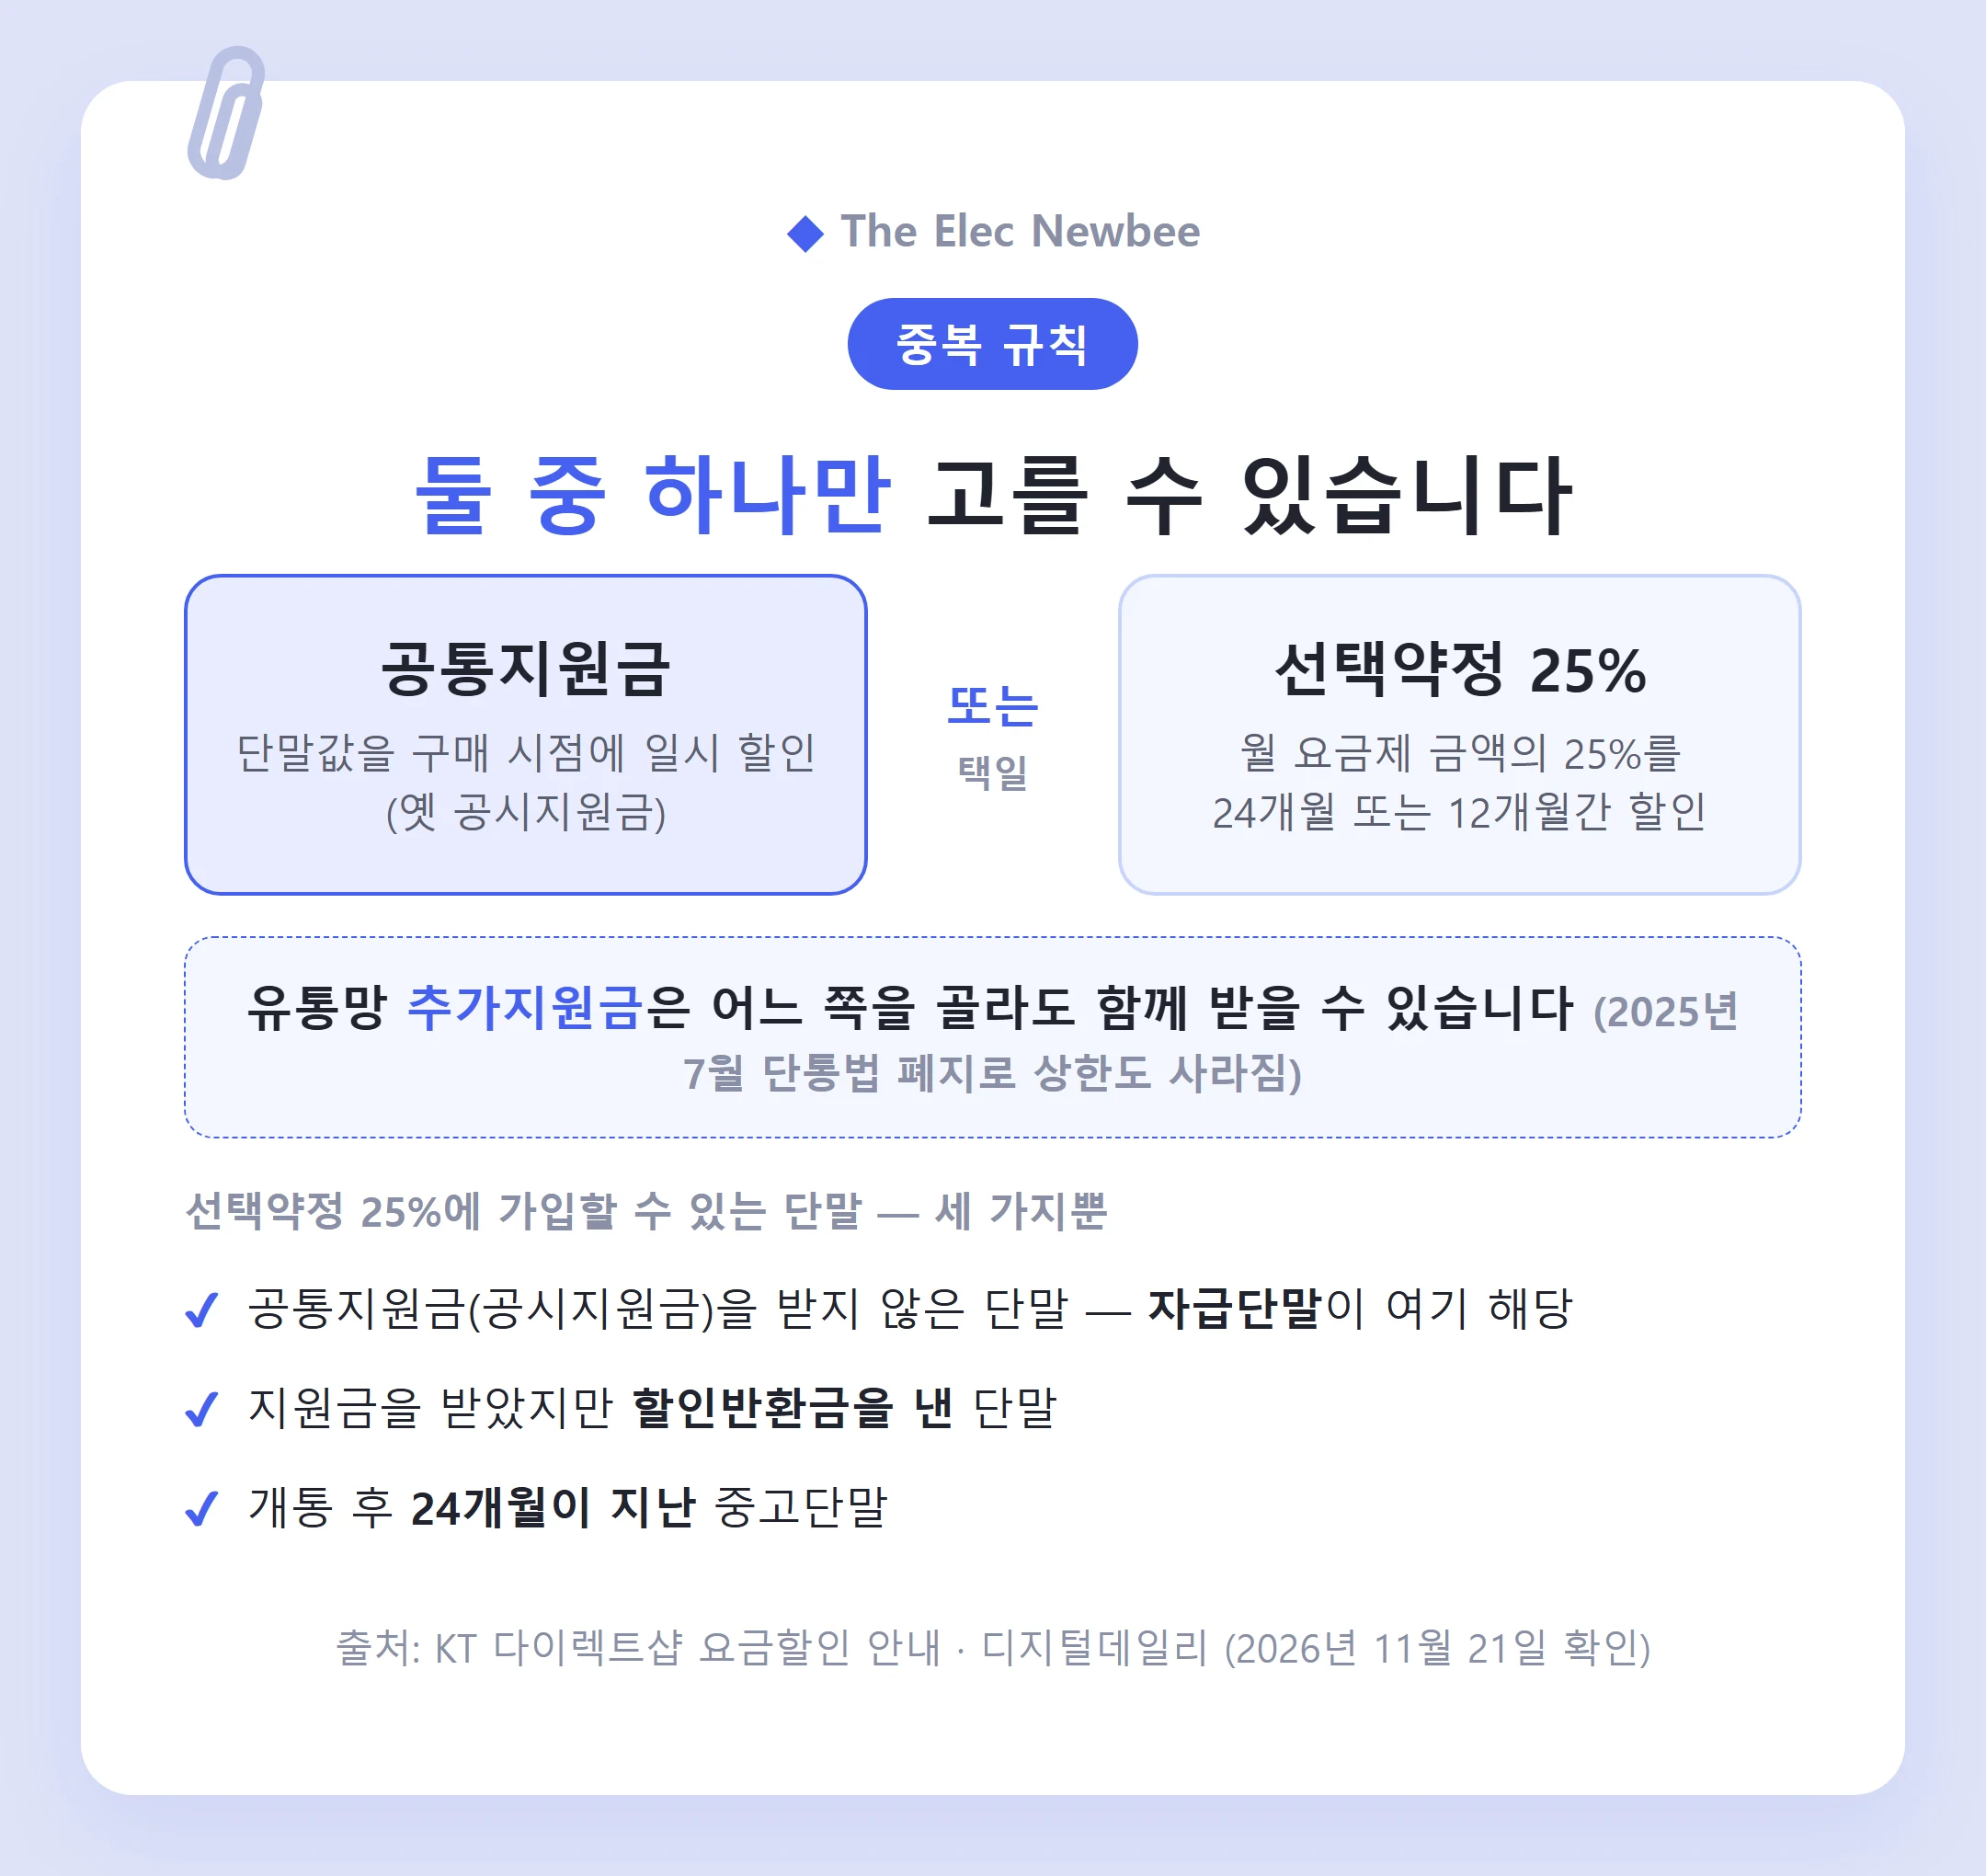 The Elec Newbee
중복 규칙
둘 중 하나만 고를 수 있습니다
공통지원금
단말값을 구매 시점에 일시 할인
(옛 공시지원금)
또는
택일
선택약정 25%
월 요금제 금액의 25%를
24개월 또는 12개월간 할인
유통망 추가지원금은 어느 쪽을 골라도 함께 받을 수 있습니다 (2025년
7월 단통법 폐지로 상한도 사라짐)
선택약정 25%에 가입할 수 있는 단말 — 세 가지뿐
✔ 공통지원금(공시지원금)을 받지 않은 단말 — 자급단말이 여기 해당
✔ 지원금을 받았지만 할인반환금을 낸 단말
✔ 개통 후 24개월이 지난 중고단말
출처: KT 다이렉트샵 요금할인 안내 · 디지털데일리 (2026년 11월 21일 확인)